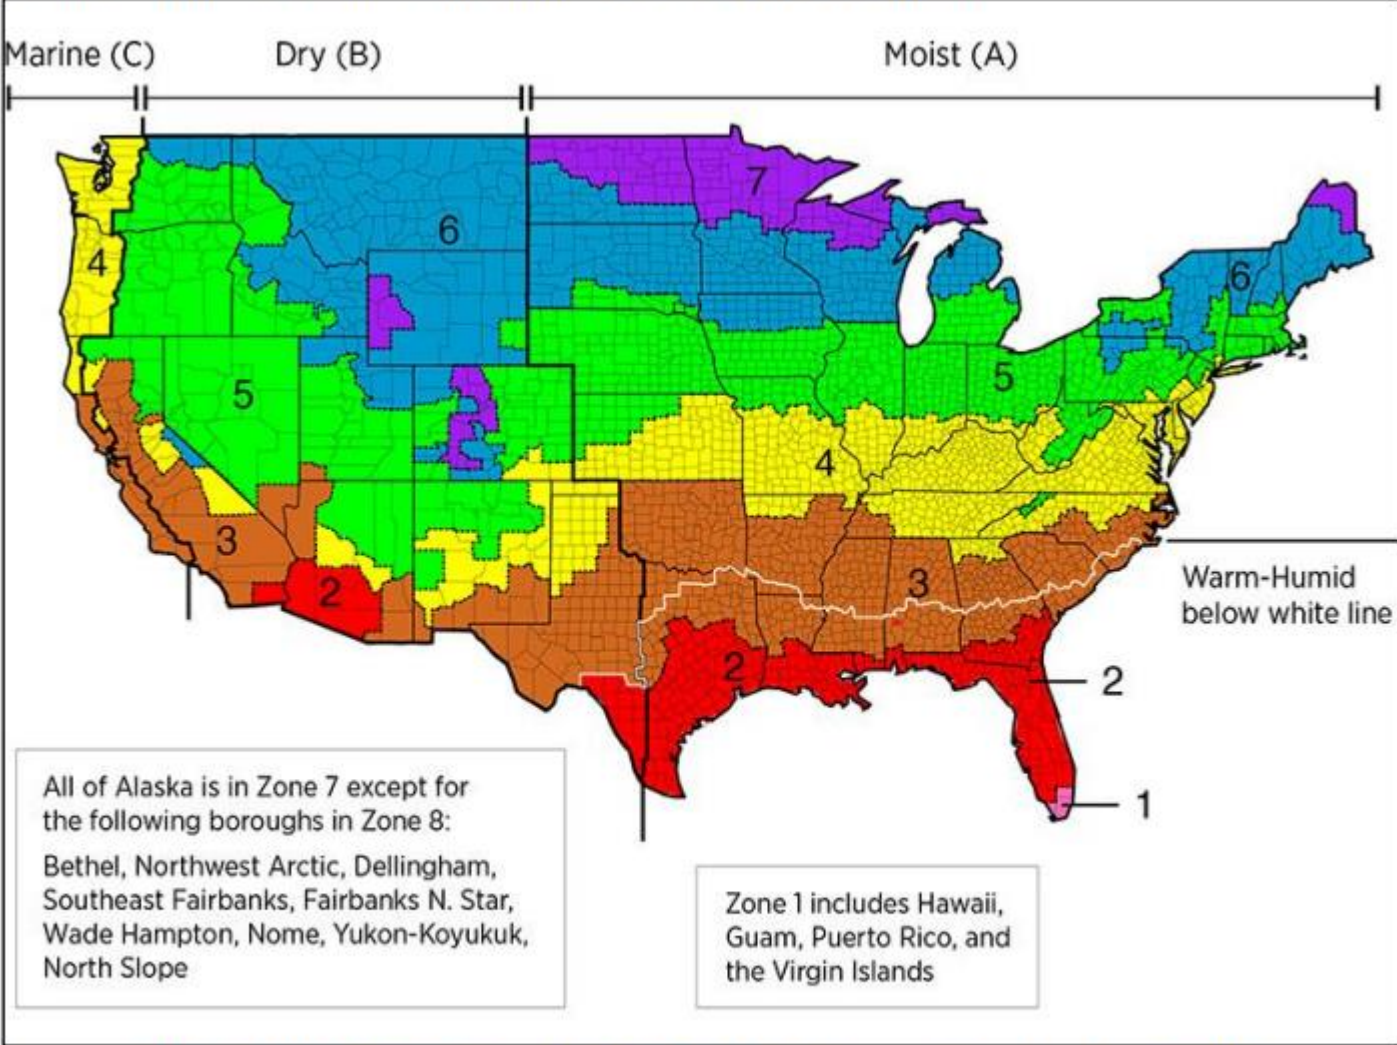 Marine (C)
Dry (B)
Moist (A)
7
6
6
4
5
5
4
3
3
2
2
Warm-Humid
below white line
2
1
All of Alaska is in Zone 7 except for
the following boroughs in Zone 8:
Bethel, Northwest Arctic, Dellingham,
Southeast Fairbanks, Fairbanks N. Star,
Wade Hampton, Nome, Yukon-Koyukuk,
North Slope
Zone 1 includes Hawaii,
Guam, Puerto Rico, and
the Virgin Islands